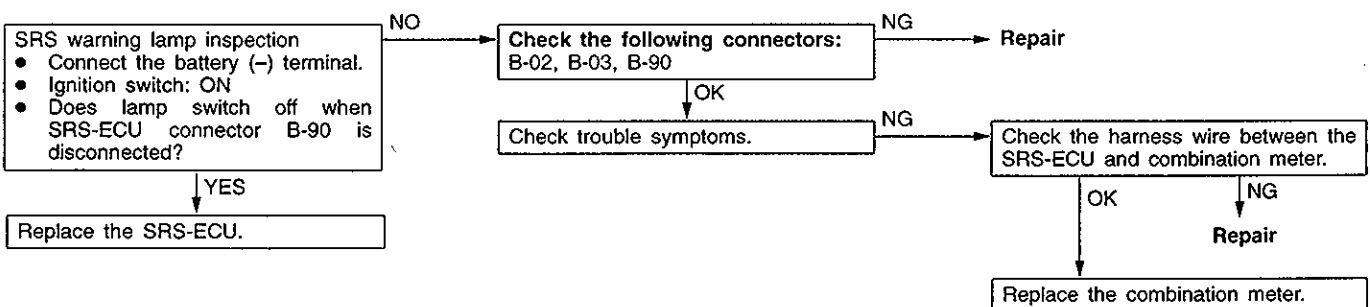 SRS warning lamp inspection
● Connect the battery (–) terminal.
● Ignition switch: ON
● Does lamp switch off when
SRS-ECU connector B-90 is
disconnected?
NO
YES
Replace the SRS-ECU.
Check the following connectors:
B-02, B-03, B-90
NG
Repair
OK
Check trouble symptoms.
NG
Check the harness wire between the
SRS-ECU and combination meter.
OK
NG
Repair
Replace the combination meter.